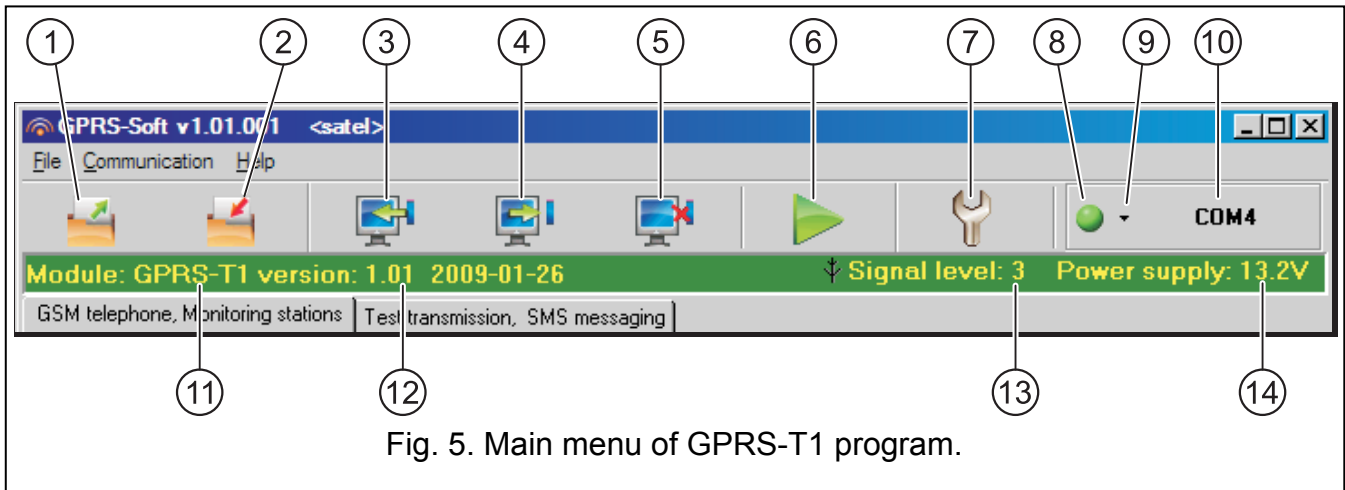 1 2 3 4 5 6 7 8 9 10
GPRS-Soft v1.01.001 <satel>
File Communication Help
COM4
Module: GPRS-T1 version: 1.01 2009-01-26 Signal level: 3 Power supply: 13.2V
GSM telephone, Monitoring stations Test transmission, SMS messaging
11 12 13 14
Fig. 5. Main menu of GPRS-T1 program.